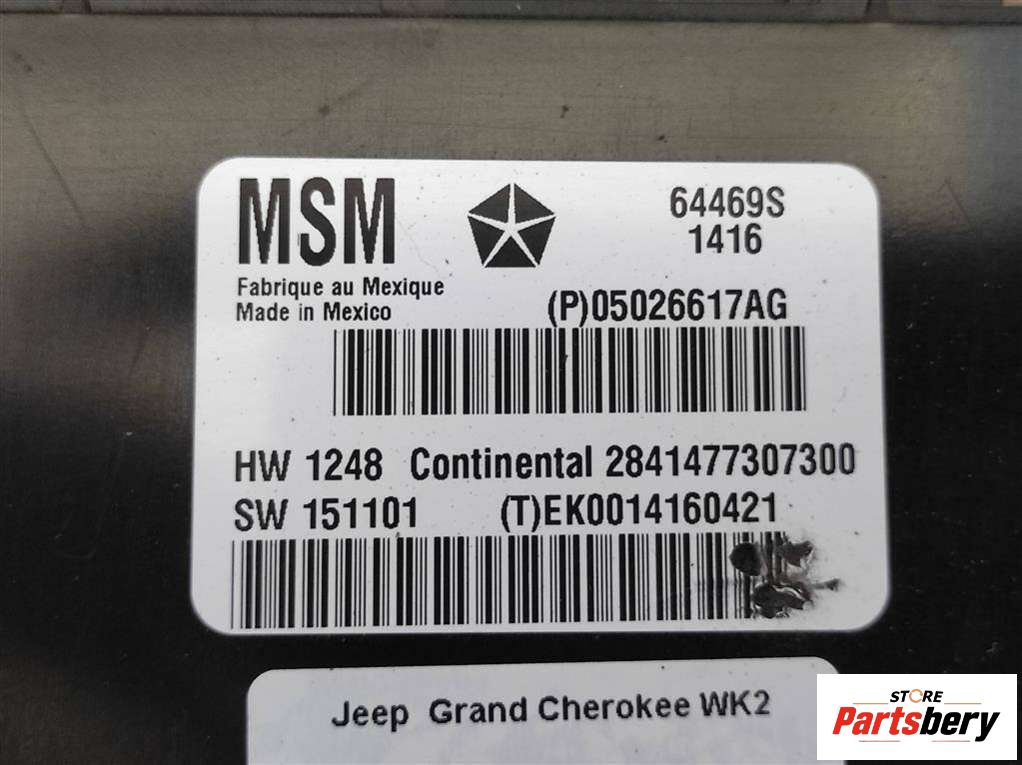 MSM
64469S
1416
Fabrique au Mexique
Made in Mexico
(P)05026617AG
HW 1248 Continental 2841477307300
SW 151101 (T)EK0014160421
Jeep Grand Cherokee WK2
STORE
Partsbery